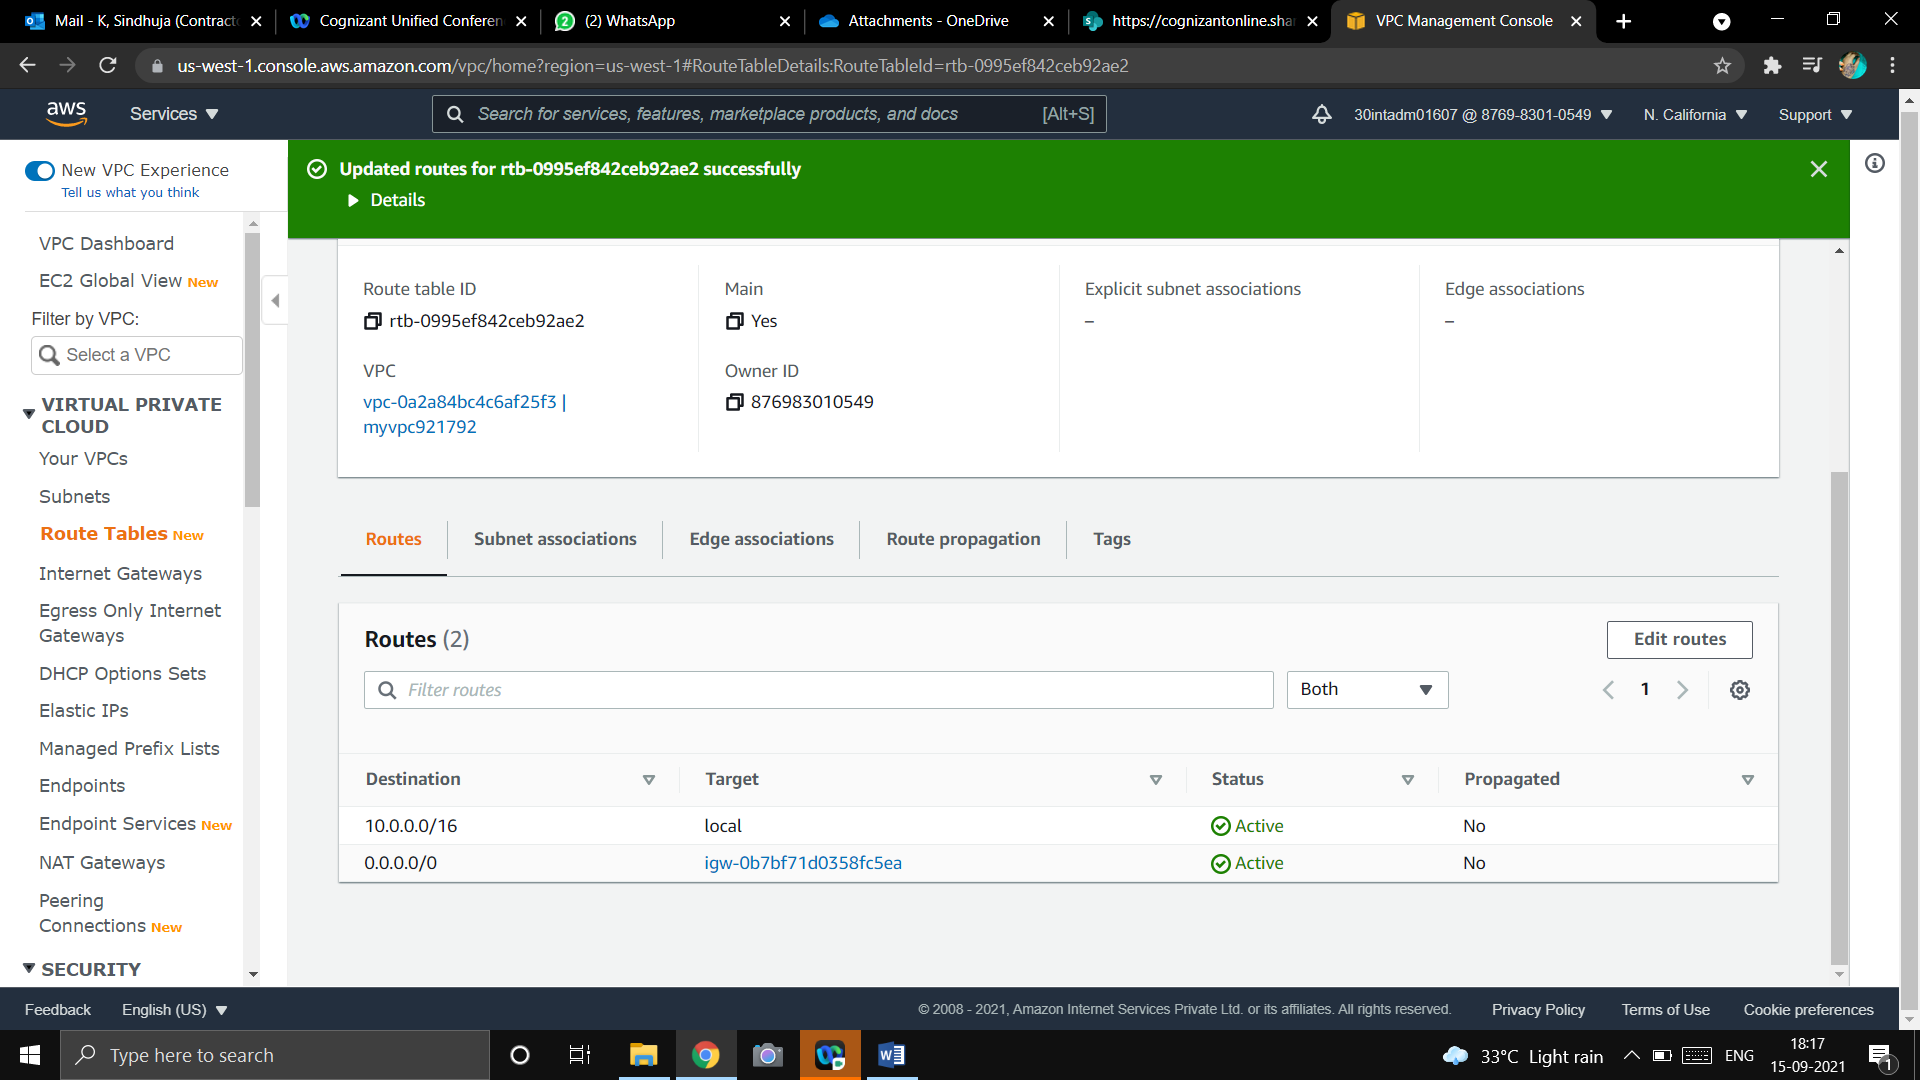 Mail - K, Sindhuja (Contract
Cognizant Unified Conferen
(2) WhatsApp
Attachments - OneDrive
https://cognizantonline.sha
VPC Management Console
us-west-1.console.aws.amazon.com/vpc/home?region=us-west-1#RouteTableDetails:RouteTableId=rtb-0995ef842ceb92ae2
aws
Services
Search for services, features, marketplace products, and docs
[Alt+S]
30intadm01607 @ 8769-8301-0549
N. California
Support
New VPC Experience
Tell us what you think
Updated routes for rtb-0995ef842ceb92ae2 successfully
Details
VPC Dashboard
EC2 Global View New
Filter by VPC:
Select a VPC
VIRTUAL PRIVATE
CLOUD
Your VPCs
Subnets
Route Tables New
Internet Gateways
Egress Only Internet
Gateways
DHCP Options Sets
Elastic IPs
Managed Prefix Lists
Endpoints
Endpoint Services New
NAT Gateways
Peering
Connections New
SECURITY
Route table ID
rtb-0995ef842ceb92ae2
Main
Yes
Explicit subnet associations
–
Edge associations
–
VPC
vpc-0a2a84bc4c6af25f3 |
myvpc921792
Owner ID
876983010549
Routes
Subnet associations
Edge associations
Route propagation
Tags
Routes (2)
Edit routes
Filter routes
Both
1
Destination Target Status Propagated
10.0.0.0/16 local Active No
0.0.0.0/0 igw-0b7bf71d0358fc5ea Active No
Feedback
English (US)
© 2008 - 2021, Amazon Internet Services Private Ltd. or its affiliates. All rights reserved.
Privacy Policy
Terms of Use
Cookie preferences
Type here to search
33°C Light rain
ENG
18:17
15-09-2021
1